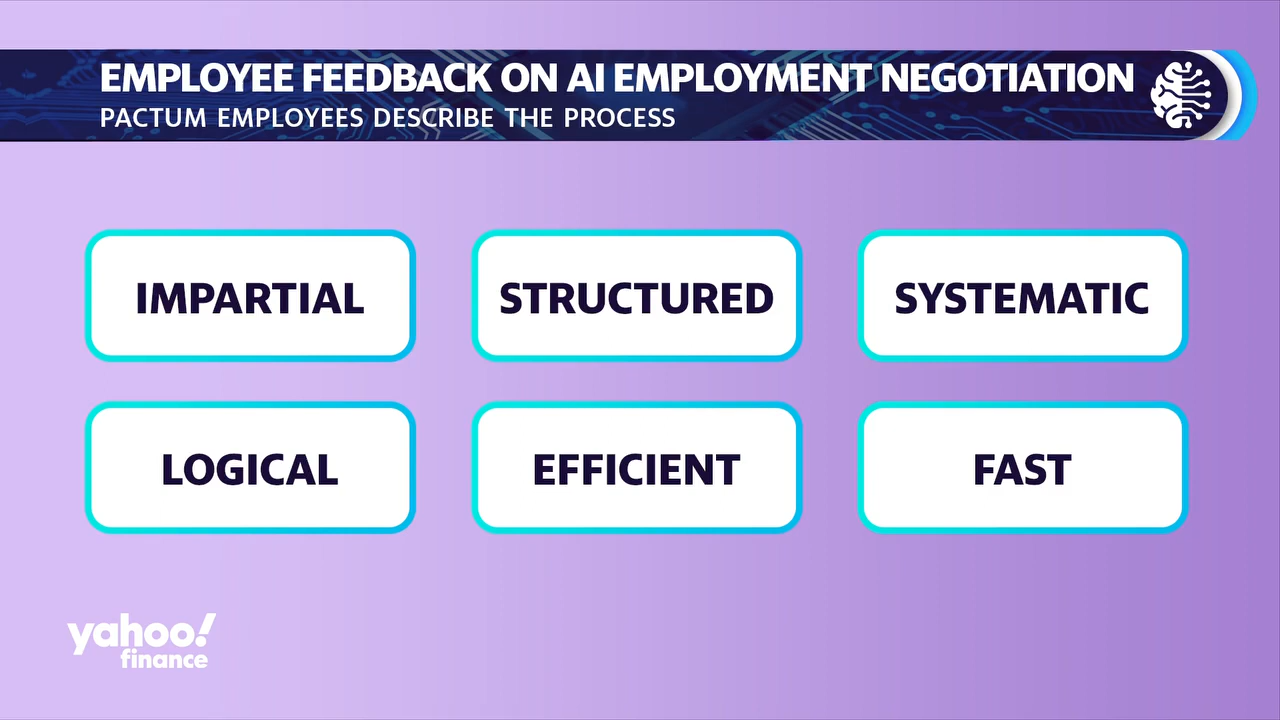 EMPLOYEE FEEDBACK ON AI EMPLOYMENT NEGOTIATION
PACTUM EMPLOYEES DESCRIBE THE PROCESS
IMPARTIAL
STRUCTURED
SYSTEMATIC
LOGICAL
EFFICIENT
FAST
yahoo!
finance